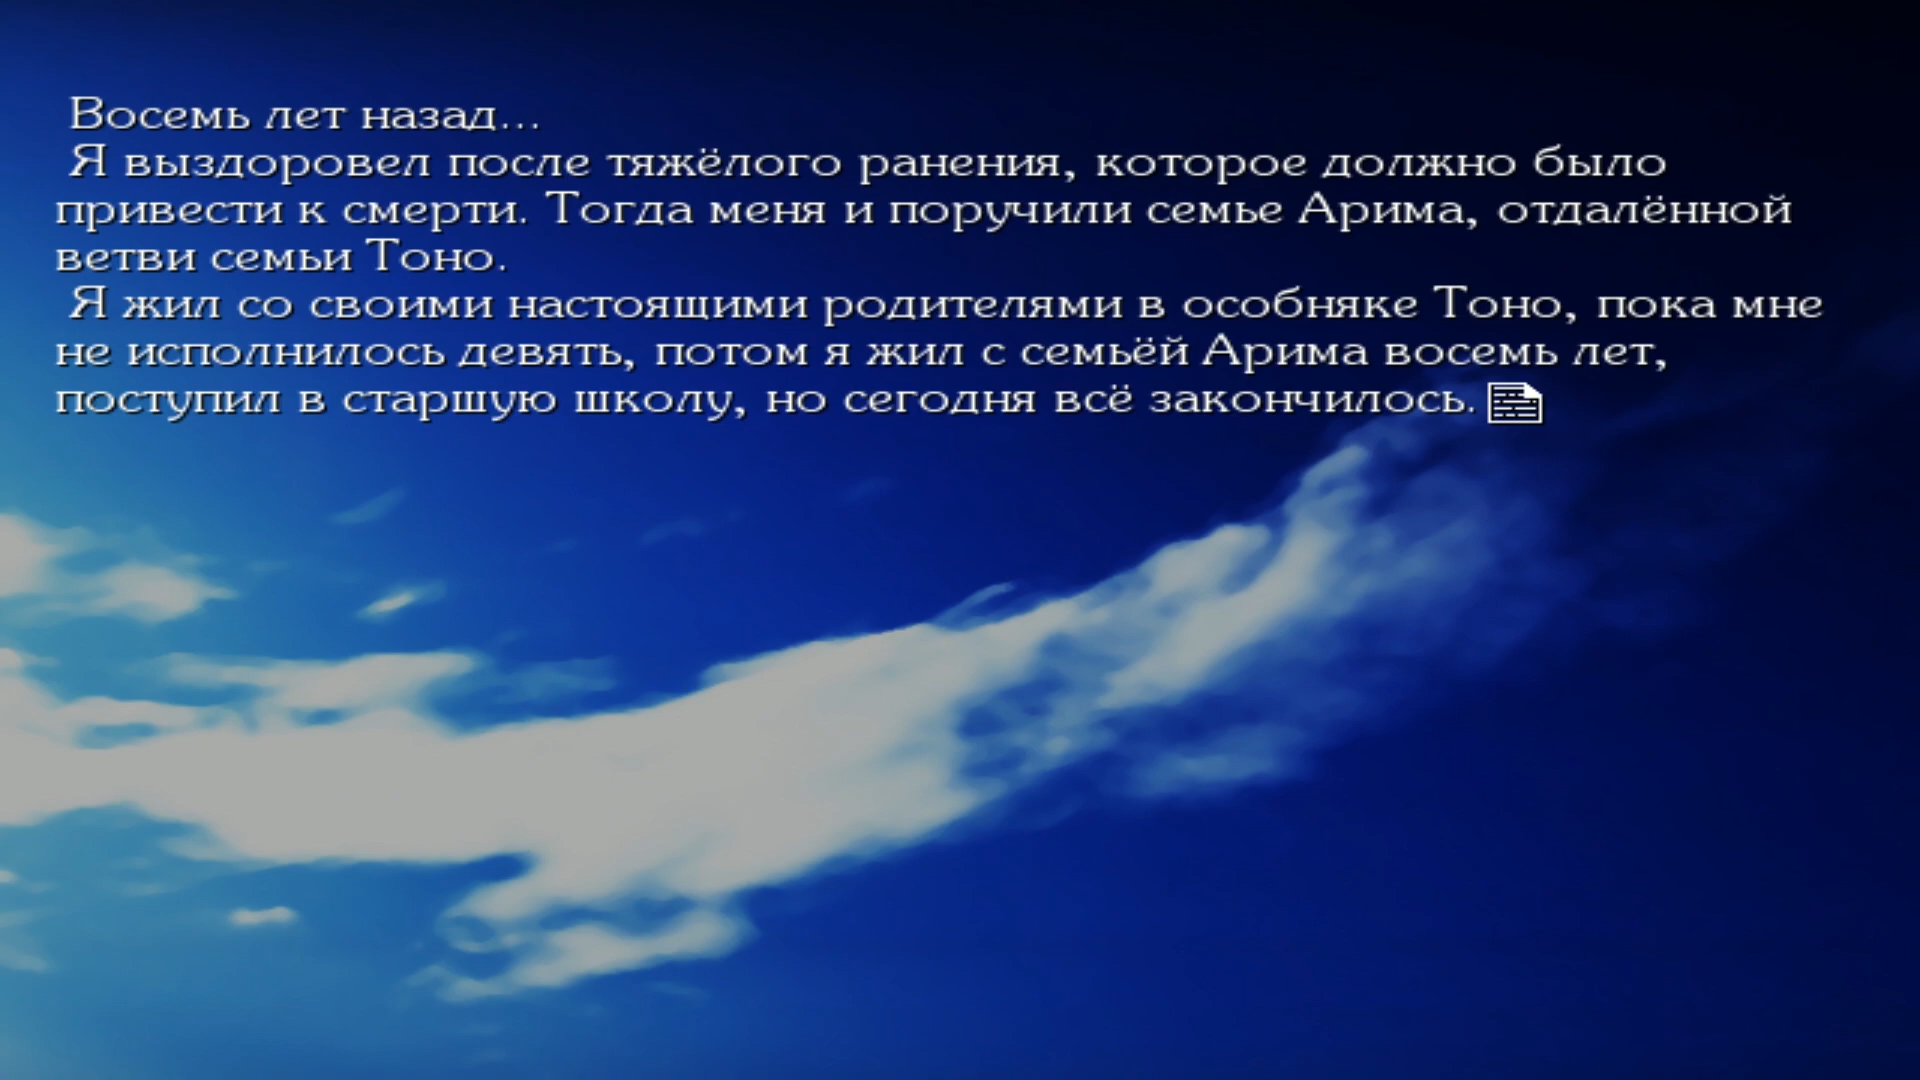 Восемь лет назад...
Я выздоровел после тяжёлого ранения, которое должно было
привести к смерти. Тогда меня и поручили семье Арима, отдалённой
ветви семьи Тоно.
Я жил со своими настоящими родителями в особняке Тоно, пока мне
не исполнилось девять, потом я жил с семьёй Арима восемь лет,
поступил в старшую школу, но сегодня всё закончилось.